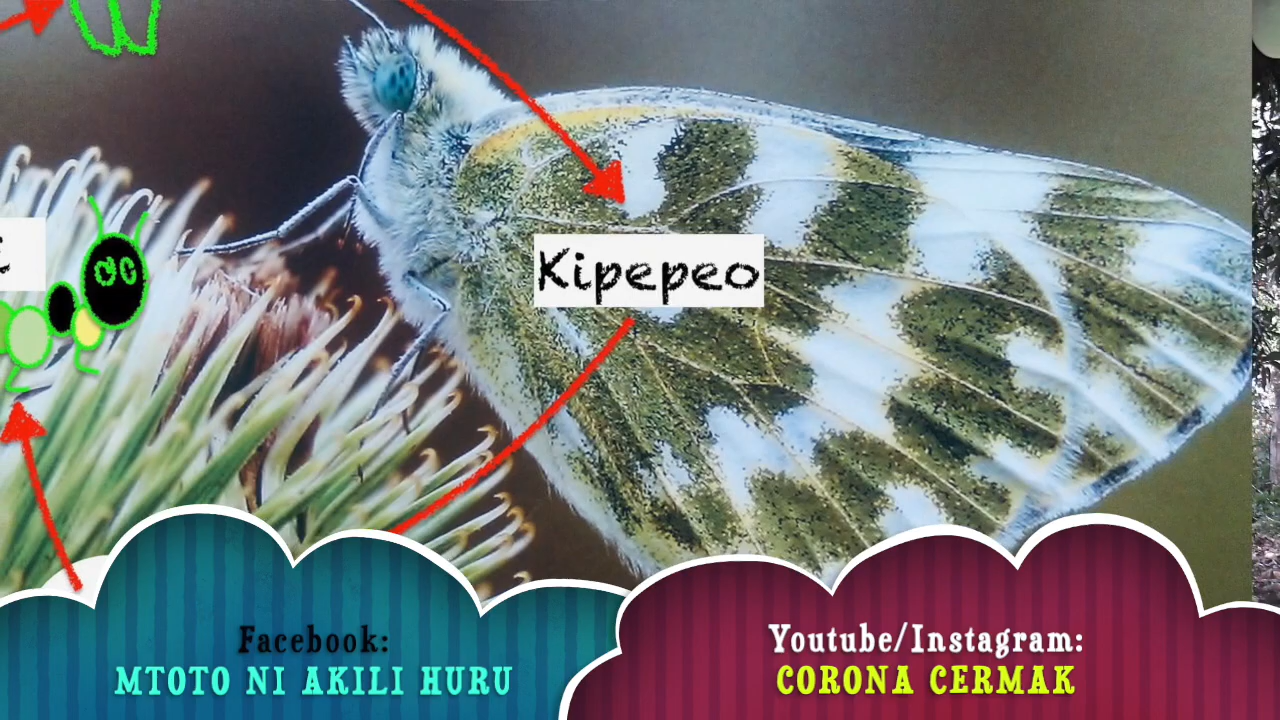 Kipepeo
Facebook:
MTOTO NI AKILI HURU
Youtube/Instagram:
CORONA CERMAK